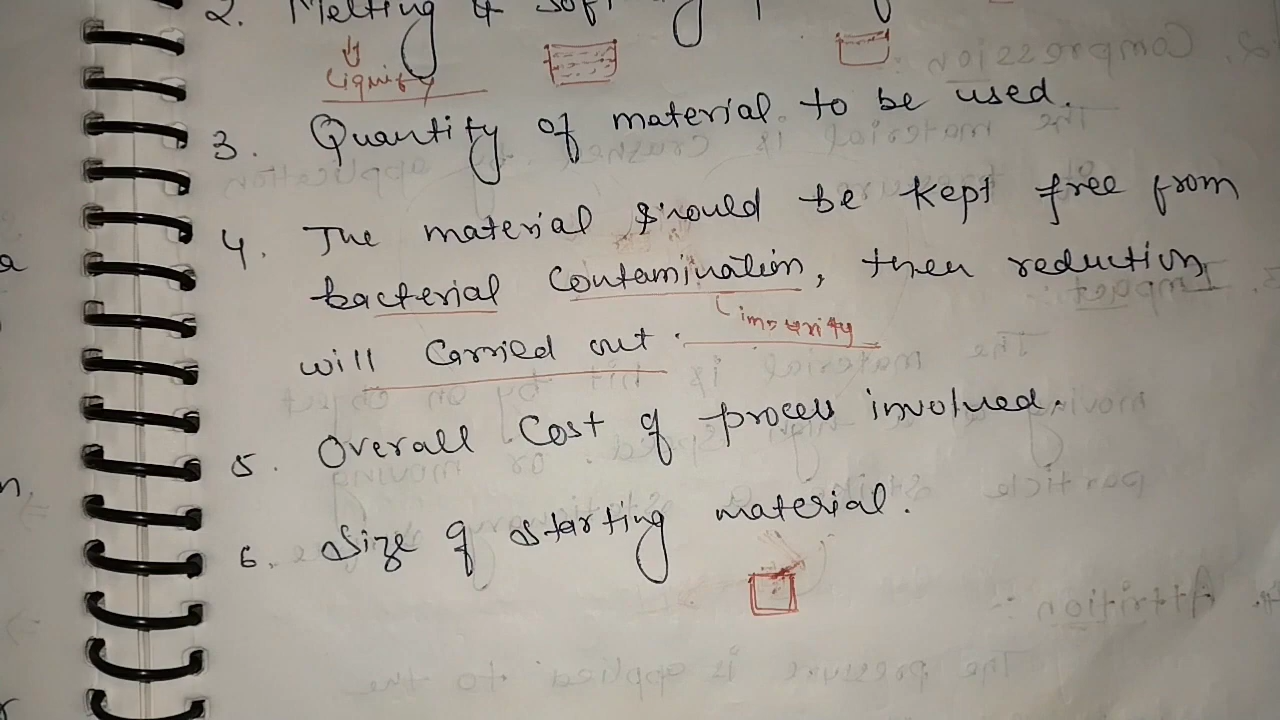 2. Melting &
Liquify
3. Quantity of material to be used.
4. The material should be kept free from
bacterial contamination, then reduction
(impurity
will carried out.
5. Overall Cost of process involved.
6. Size of starting material.